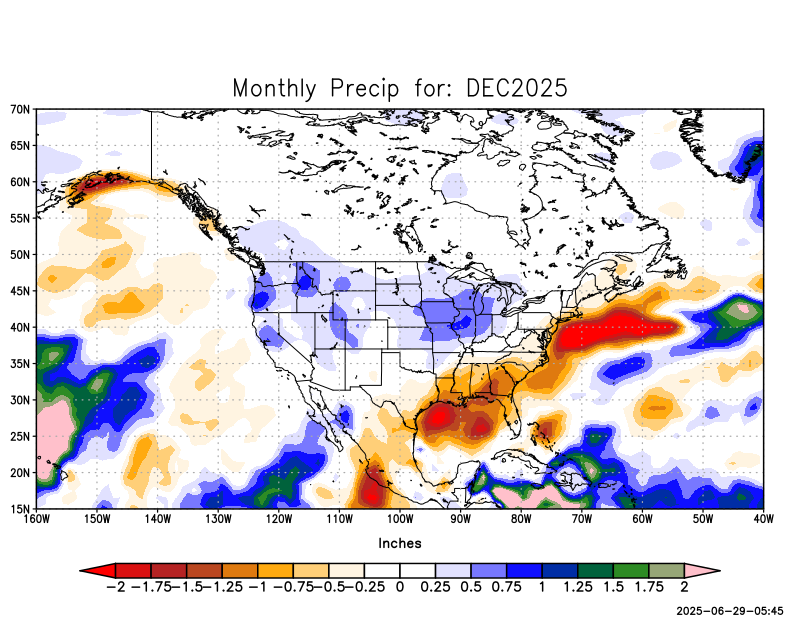 Monthly Precip for: DEC2025
70N
65N
60N
55N
50N
45N
40N
35N
30N
25N
20N
15N
160W 150W 140W 130W 120W 110W 100W 90W 80W 70W 60W 50W 40W
Inches
-2 -1.75 -1.5 -1.25 -1 -0.75 -0.5 -0.25 0 0.25 0.5 0.75 1 1.25 1.5 1.75 2
2025-06-29-05:45